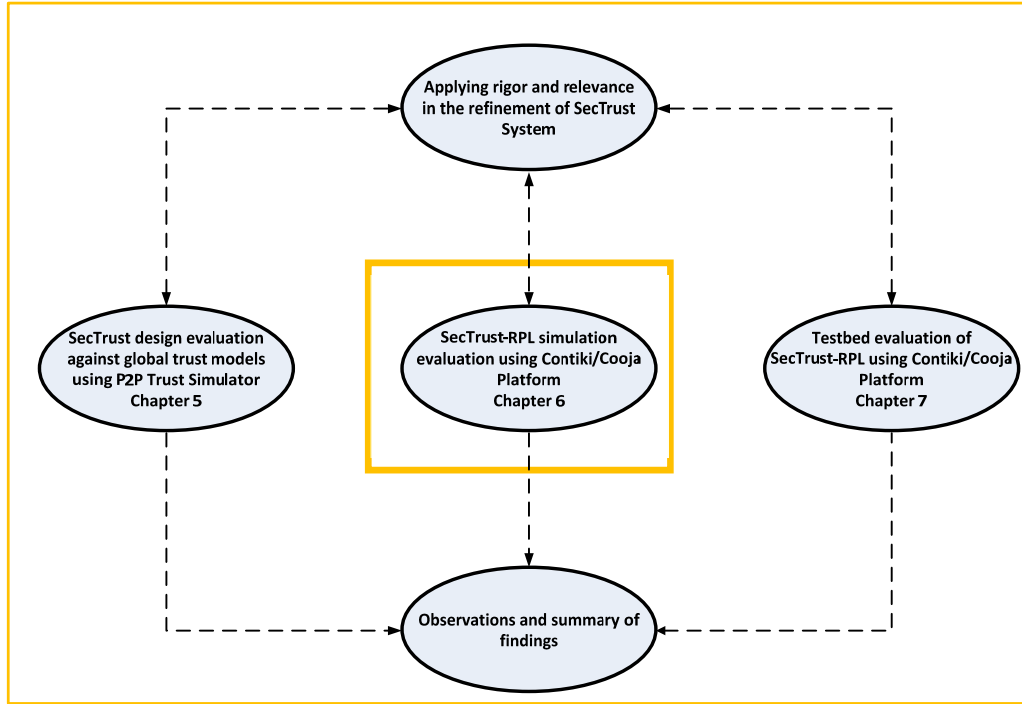 Applying rigor and relevance
in the refinement of SecTrust
System
SecTrust design evaluation
against global trust models
using P2P Trust Simulator
Chapter 5
SecTrust-RPL simulation
evaluation using Contiki/Cooja
Platform
Chapter 6
Testbed evaluation of
SecTrust-RPL using Contiki/Cooja
Platform
Chapter 7
Observations and summary of
findings